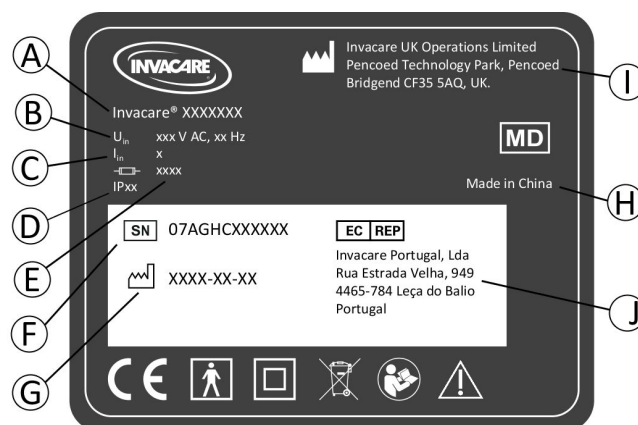 A
INVACARE
Invacare UK Operations Limited
Pencoed Technology Park, Pencoed
Bridgend CF35 5AQ, UK.
I
Invacare® XXXXXXX
B
Uin xxx V AC, xx Hz
C
Iin x
xxxx
IPxx
MD
Made in China
H
D
E
SN 07AGHCXXXXXX
XXXX-XX-XX
EC REP
Invacare Portugal, Lda
Rua Estrada Velha, 949
4465-784 Leça do Balio
Portugal
J
F
G
CE